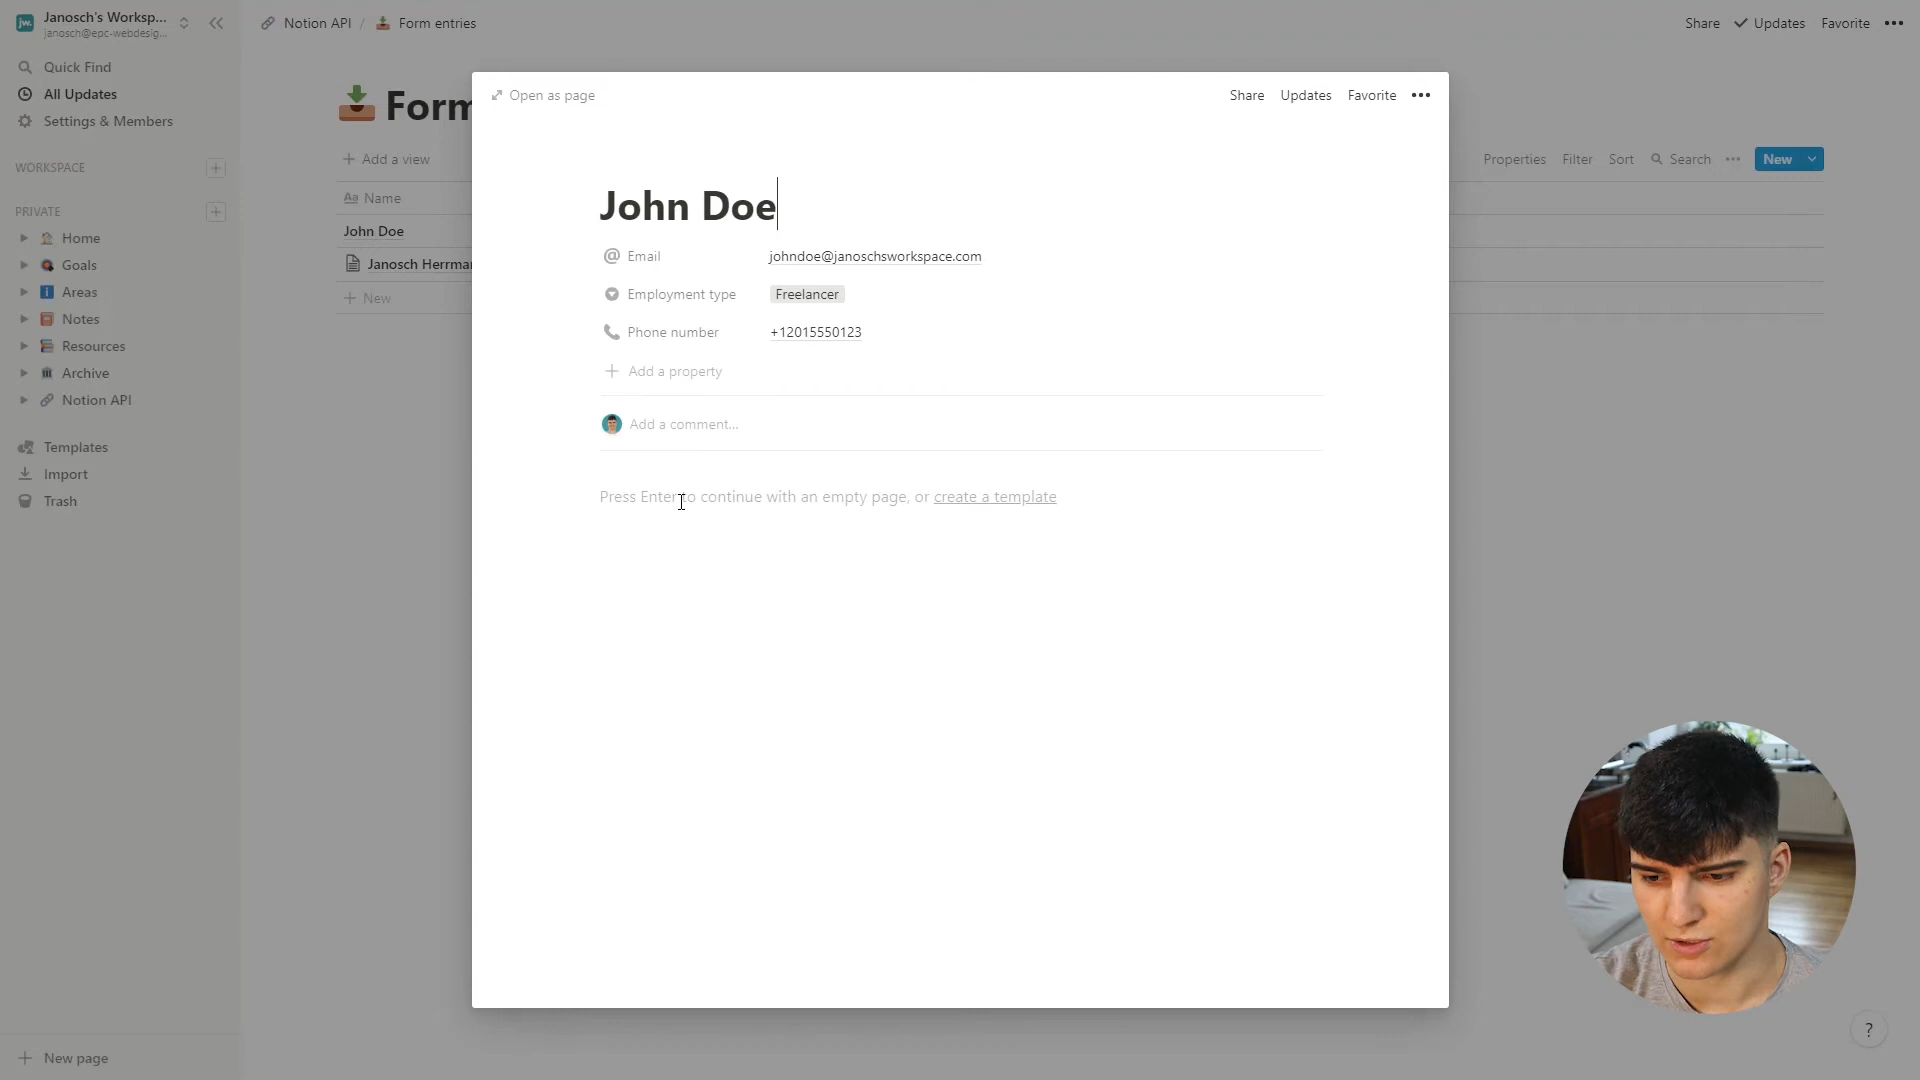 Janosch's Worksp...
janosch@epc-webdesig...
Quick Find
All Updates
Settings & Members
WORKSPACE
PRIVATE
Home
Goals
Areas
Notes
Resources
Archive
Notion API
Templates
Import
Trash
New page
Notion API / Form entries
Share Updates Favorite
Form
Add a view
Properties Filter Sort Search New
Aa Name
John Doe
Janosch Herrma
New
Open as page
Share Updates Favorite
John Doe
Email johndoe@janoschsworkspace.com
Employment type Freelancer
Phone number +12015550123
Add a property
Add a comment...
Press Enter to continue with an empty page, or create a template
?